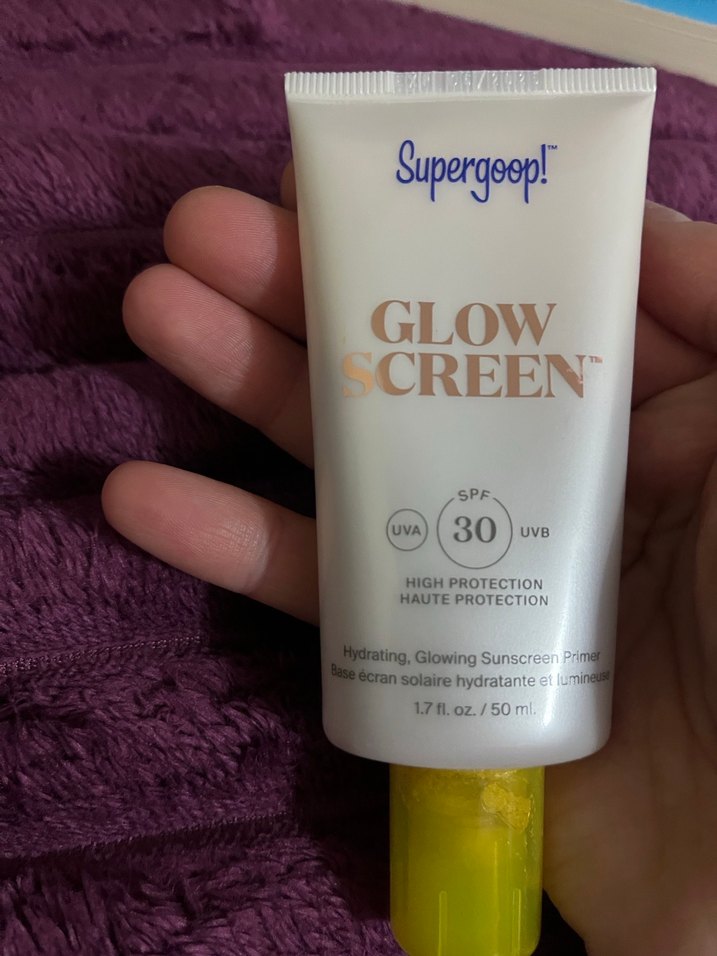 Supergoop!™
GLOW
SCREEN™
SPF
UVA 30 UVB
HIGH PROTECTION
HAUTE PROTECTION
Hydrating, Glowing Sunscreen Primer
Base écran solaire hydratante et lumineuse
1.7 fl. oz. / 50 ml.